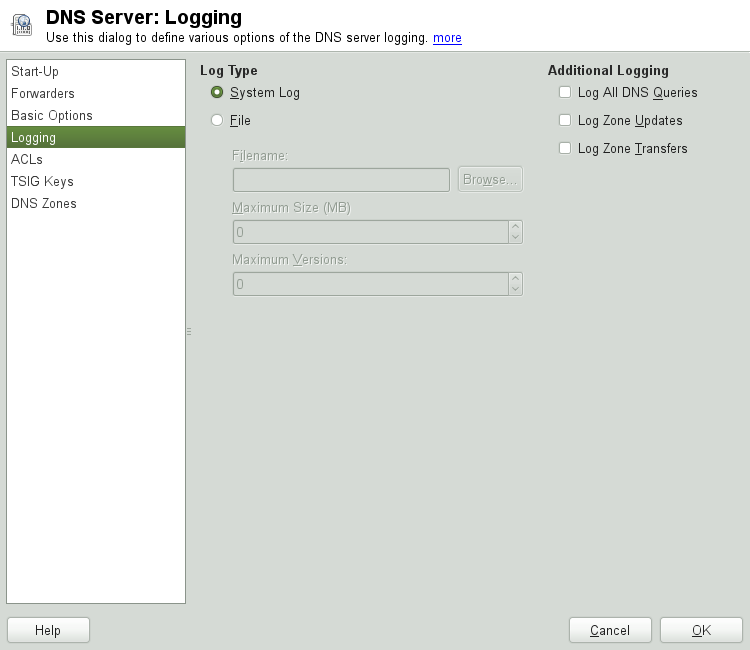 DNS Server: Logging
Use this dialog to define various options of the DNS server logging. more
Start-Up
Forwarders
Basic Options
Logging
ACLs
TSIG Keys
DNS Zones
Log Type
System Log
File
Filename:
Browse...
Maximum Size (MB)
0
Maximum Versions:
0
Additional Logging
Log All DNS Queries
Log Zone Updates
Log Zone Transfers
Help
Cancel
OK